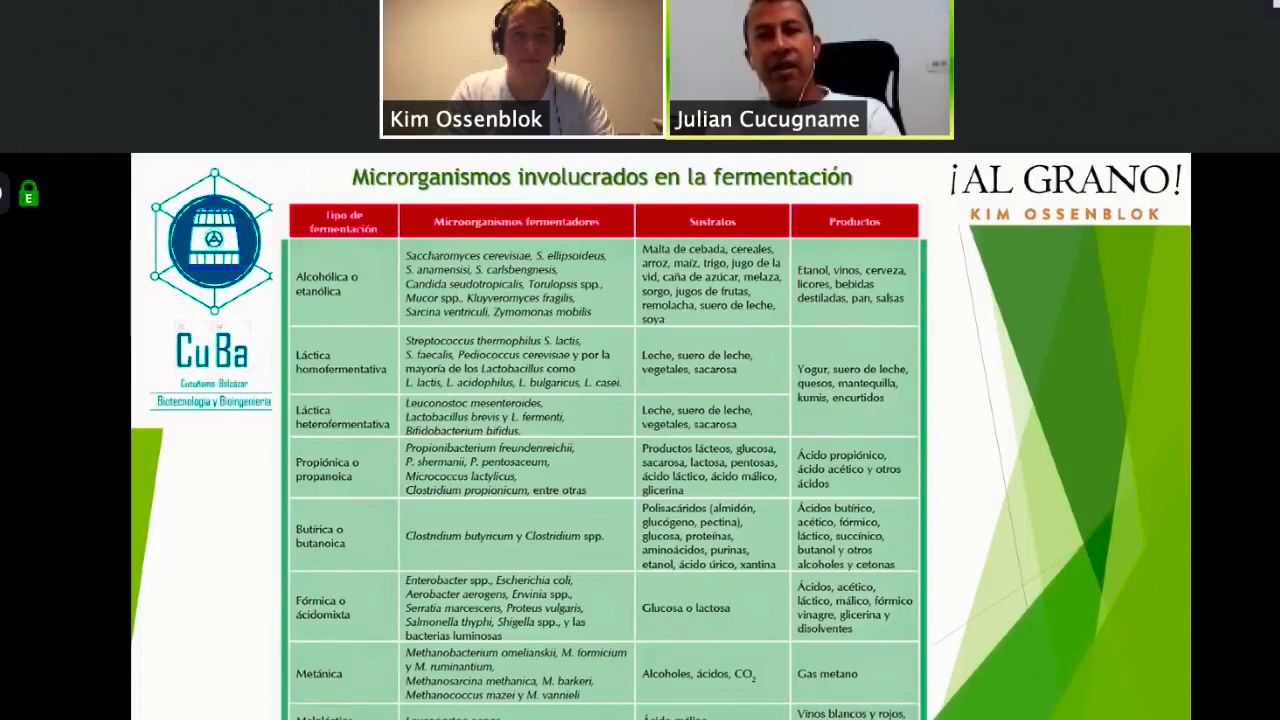 Kim Ossenblok
Julian Cucugname
E
Microrganismos involucrados en la fermentación
¡AL GRANO!
KIM OSSENBLOK
CuBa
Cucuñame Balcázar
Biotecnología y Bioingeniería
Tipo de
fermentación
Microorganismos fermentadores
Sustratos
Productos
Alcohólica o
etanólica
Saccharomyces cerevisiae, S. ellipsoideus,
S. anamensisi, S. carlsbengnesis,
Candida seudotropicalis, Torulopsis spp.,
Mucor spp., Kluyveromyces fragilis,
Sarcina ventriculi, Zymomonas mobilis
Malta de cebada, cereales,
arroz, maíz, trigo, jugo de la
vid, caña de azúcar, melaza,
sorgo, jugos de frutas,
remolacha, suero de leche,
soya
Etanol, vinos, cerveza,
licores, bebidas
destiladas, pan, salsas
Láctica
homofermentativa
Streptococcus thermophilus S. lactis,
S. faecalis, Pediococcus cerevisiae y por la
mayoría de los Lactobacillus como
L. lactis, L. acidophilus, L. bulgaricus, L. casei.
Leche, suero de leche,
vegetales, sacarosa
Yogur, suero de leche,
quesos, mantequilla,
kumis, encurtidos
Láctica
heterofermentativa
Leuconostoc mesenteroides,
Lactobacillus brevis y L. fermenti,
Bifidobacterium bifidus.
Leche, suero de leche,
vegetales, sacarosa
Propiónica o
propanoica
Propionibacterium freundenreichii,
P. shermanii, P. pentosaceum,
Micrococcus lactylicus,
Clostridium propionicum, entre otras
Productos lácteos, glucosa,
sacarosa, lactosa, pentosas,
ácido láctico, ácido málico,
glicerina
Ácido propiónico,
ácido acético y otros
ácidos
Butírica o
butanoica
Clostridium butyricum y Clostridium spp.
Polisacáridos (almidón,
glucógeno, pectina),
glucosa, proteínas,
aminoácidos, purinas,
etanol, ácido úrico, xantina
Ácidos butírico,
acético, fórmico,
láctico, succínico,
butanol y otros
alcoholes y cetonas
Fórmica o
ácidomixta
Enterobacter spp., Escherichia coli,
Aerobacter aerogens, Erwinia spp.,
Serratia marcescens, Proteus vulgaris,
Salmonella thyphi, Shigella spp., y las
bacterias luminosas
Glucosa o lactosa
Ácidos, acético,
láctico, málico, fórmico
vinagre, glicerina y
disolventes
Metánica
Methanobacterium omelianskii, M. formicium
y M. ruminantium,
Methanosarcina methanica, M. barkeri,
Methanococcus mazei y M. vannieli
Alcoholes, ácidos, CO₂
Gas metano
Vinos blancos y rojos,